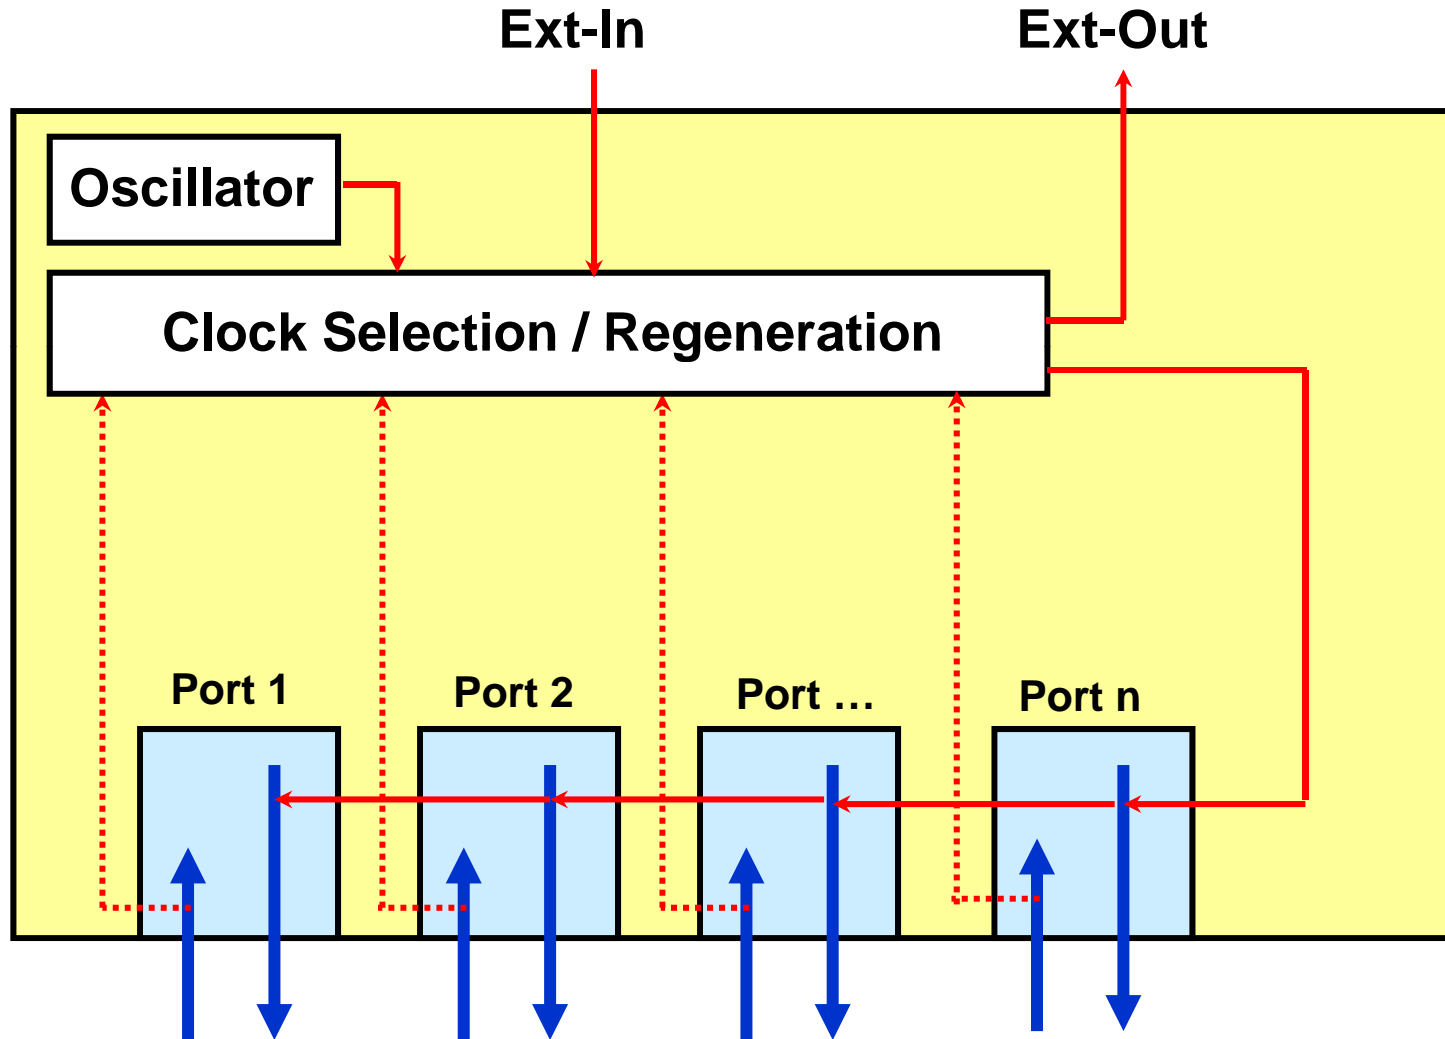 Ext-In
Ext-Out
Oscillator
Clock Selection / Regeneration
Port 1
Port 2
Port …
Port n